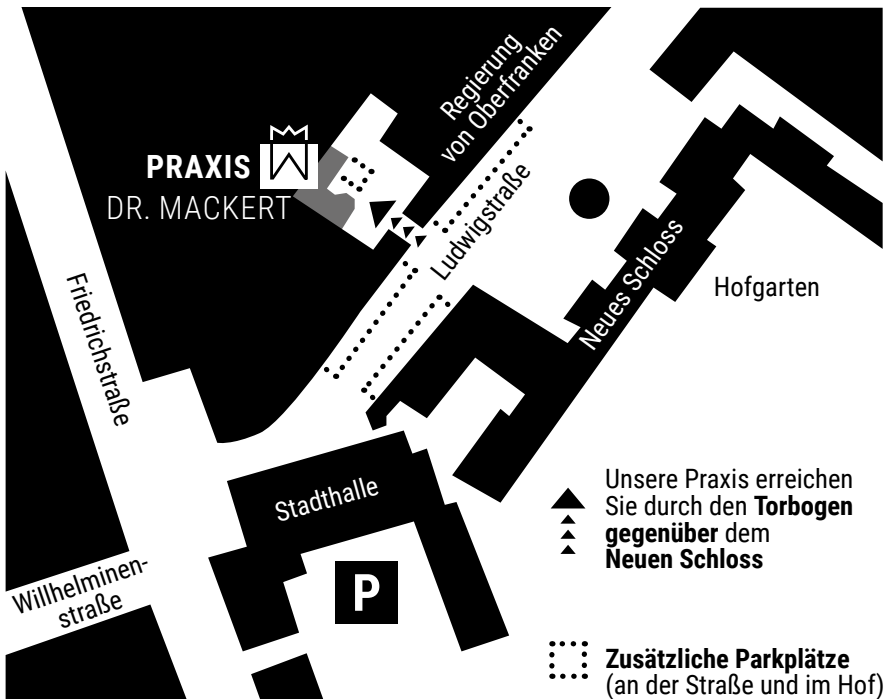 Regierung
von Oberfranken
PRAXIS
DR. MACKERT
Ludwigstraße
Neues Schloss
Hofgarten
Friedrichstraße
Stadthalle
Unsere Praxis erreichen
Sie durch den Torbogen
gegenüber dem
Neuen Schloss
Willhelminen-
straße
P
Zusätzliche Parkplätze
(an der Straße und im Hof)